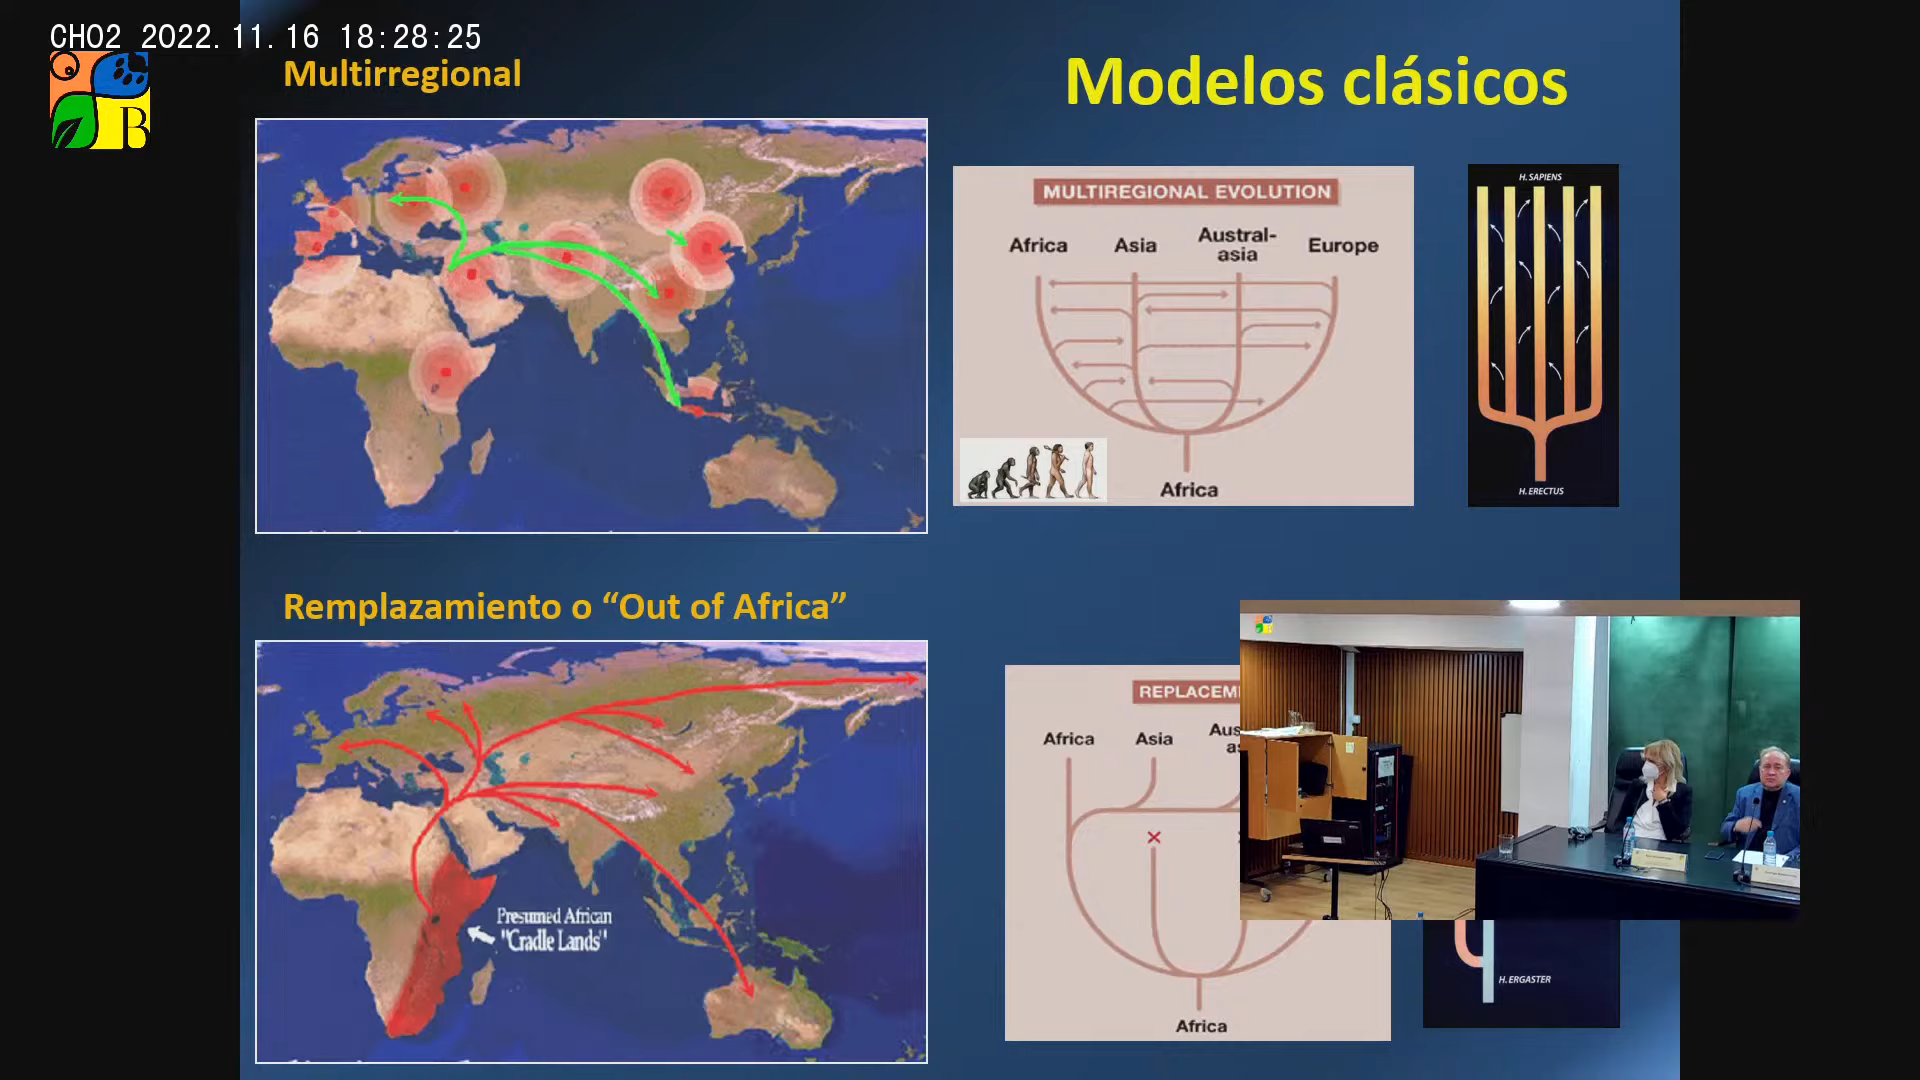 CH02 2022.11.16 18:28:25
B
Multirregional
Modelos clásicos
MULTIREGIONAL EVOLUTION
Africa
Asia
Austral-
asia
Europe
Africa
H. SAPIENS
H. ERECTUS
Remplazamiento o “Out of Africa”
Presumed African
"Cradle Lands"
REPLACEM
Africa
Asia
Aus
a
Africa
H. ERGASTER